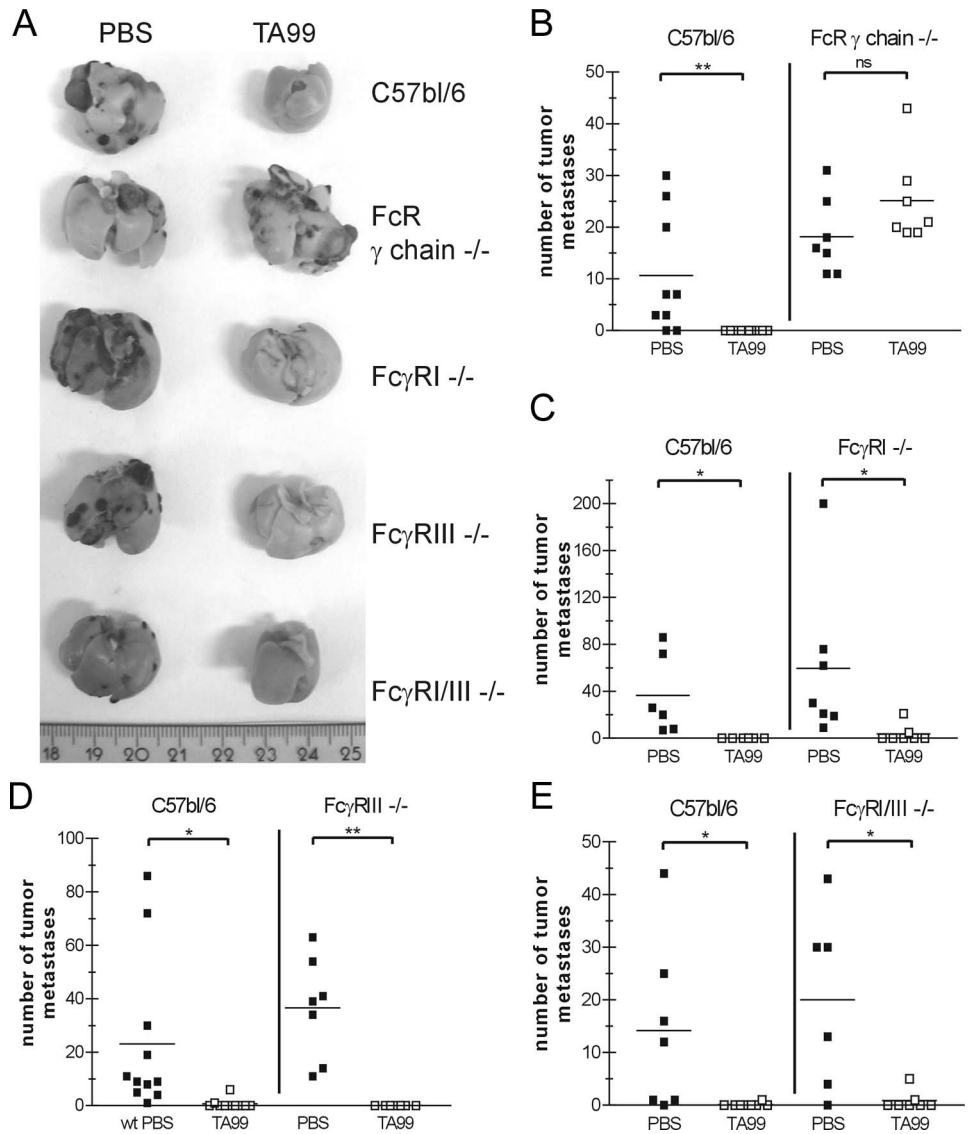 A
PBS TA99
C57bl/6
FcR
γ chain -/-
FcγRI -/-
FcγRIII -/-
FcγRI/III -/-
18 19 20 21 22 23 24 25
B
C57bl/6 FcR γ chain -/-
** ns
number of tumor
metastases
50
40
30
20
10
0
PBS TA99 PBS TA99
C
C57bl/6 FcγRI -/-
* *
number of tumor
metastases
200
160
120
80
40
0
PBS TA99 PBS TA99
D
C57bl/6 FcγRIII -/-
* **
number of tumor
metastases
100
80
60
40
20
0
wt PBS TA99 PBS TA99
E
C57bl/6 FcγRI/III -/-
* *
number of tumor
metastases
50
40
30
20
10
0
PBS TA99 PBS TA99